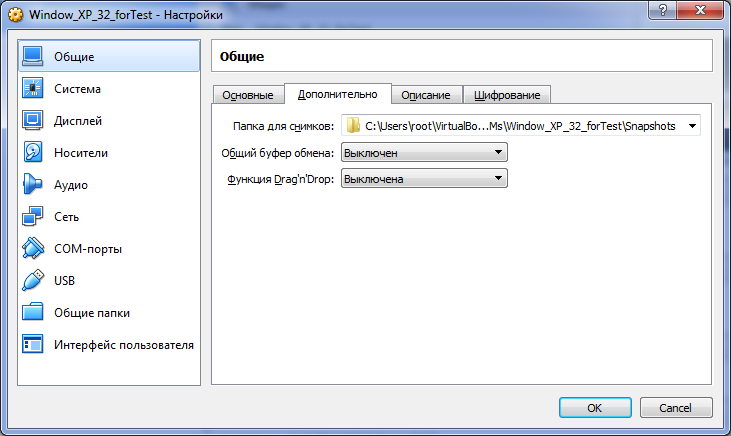 Window_XP_32_forTest - Настройки
Общие
Система
Дисплей
Носители
Аудио
Сеть
COM-порты
USB
Общие папки
Интерфейс пользователя
Общие
Основные Дополнительно Описание Шифрование
Папка для снимков: C:\Users\root\VirtualBo...Ms\Window_XP_32_forTest\Snapshots
Общий буфер обмена: Выключен
Функция Drag'n'Drop: Выключена
OK Cancel